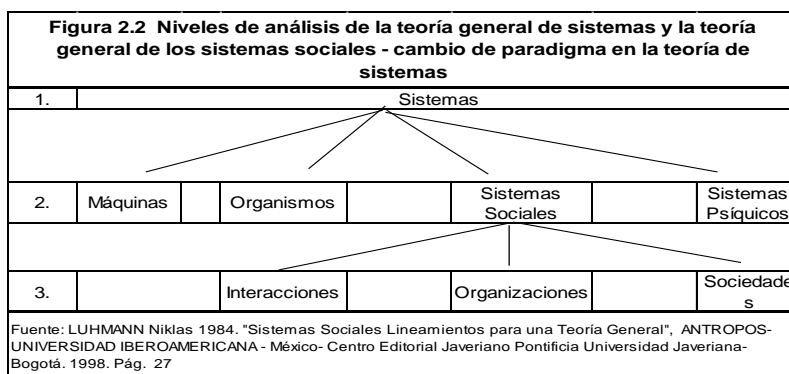 Figura 2.2 Niveles de análisis de la teoría general de sistemas y la teoría
general de los sistemas sociales - cambio de paradigma en la teoría de
sistemas
1. Sistemas
2. Máquinas Organismos Sistemas Sociales Sistemas Psíquicos
3. Interacciones Organizaciones Sociedades
Fuente: LUHMANN Niklas 1984. "Sistemas Sociales Lineamientos para una Teoría General", ANTROPOS-
UNIVERSIDAD IBEROAMERICANA - México- Centro Editorial Javeriano Pontificia Universidad Javeriana-
Bogotá. 1998. Pág. 27